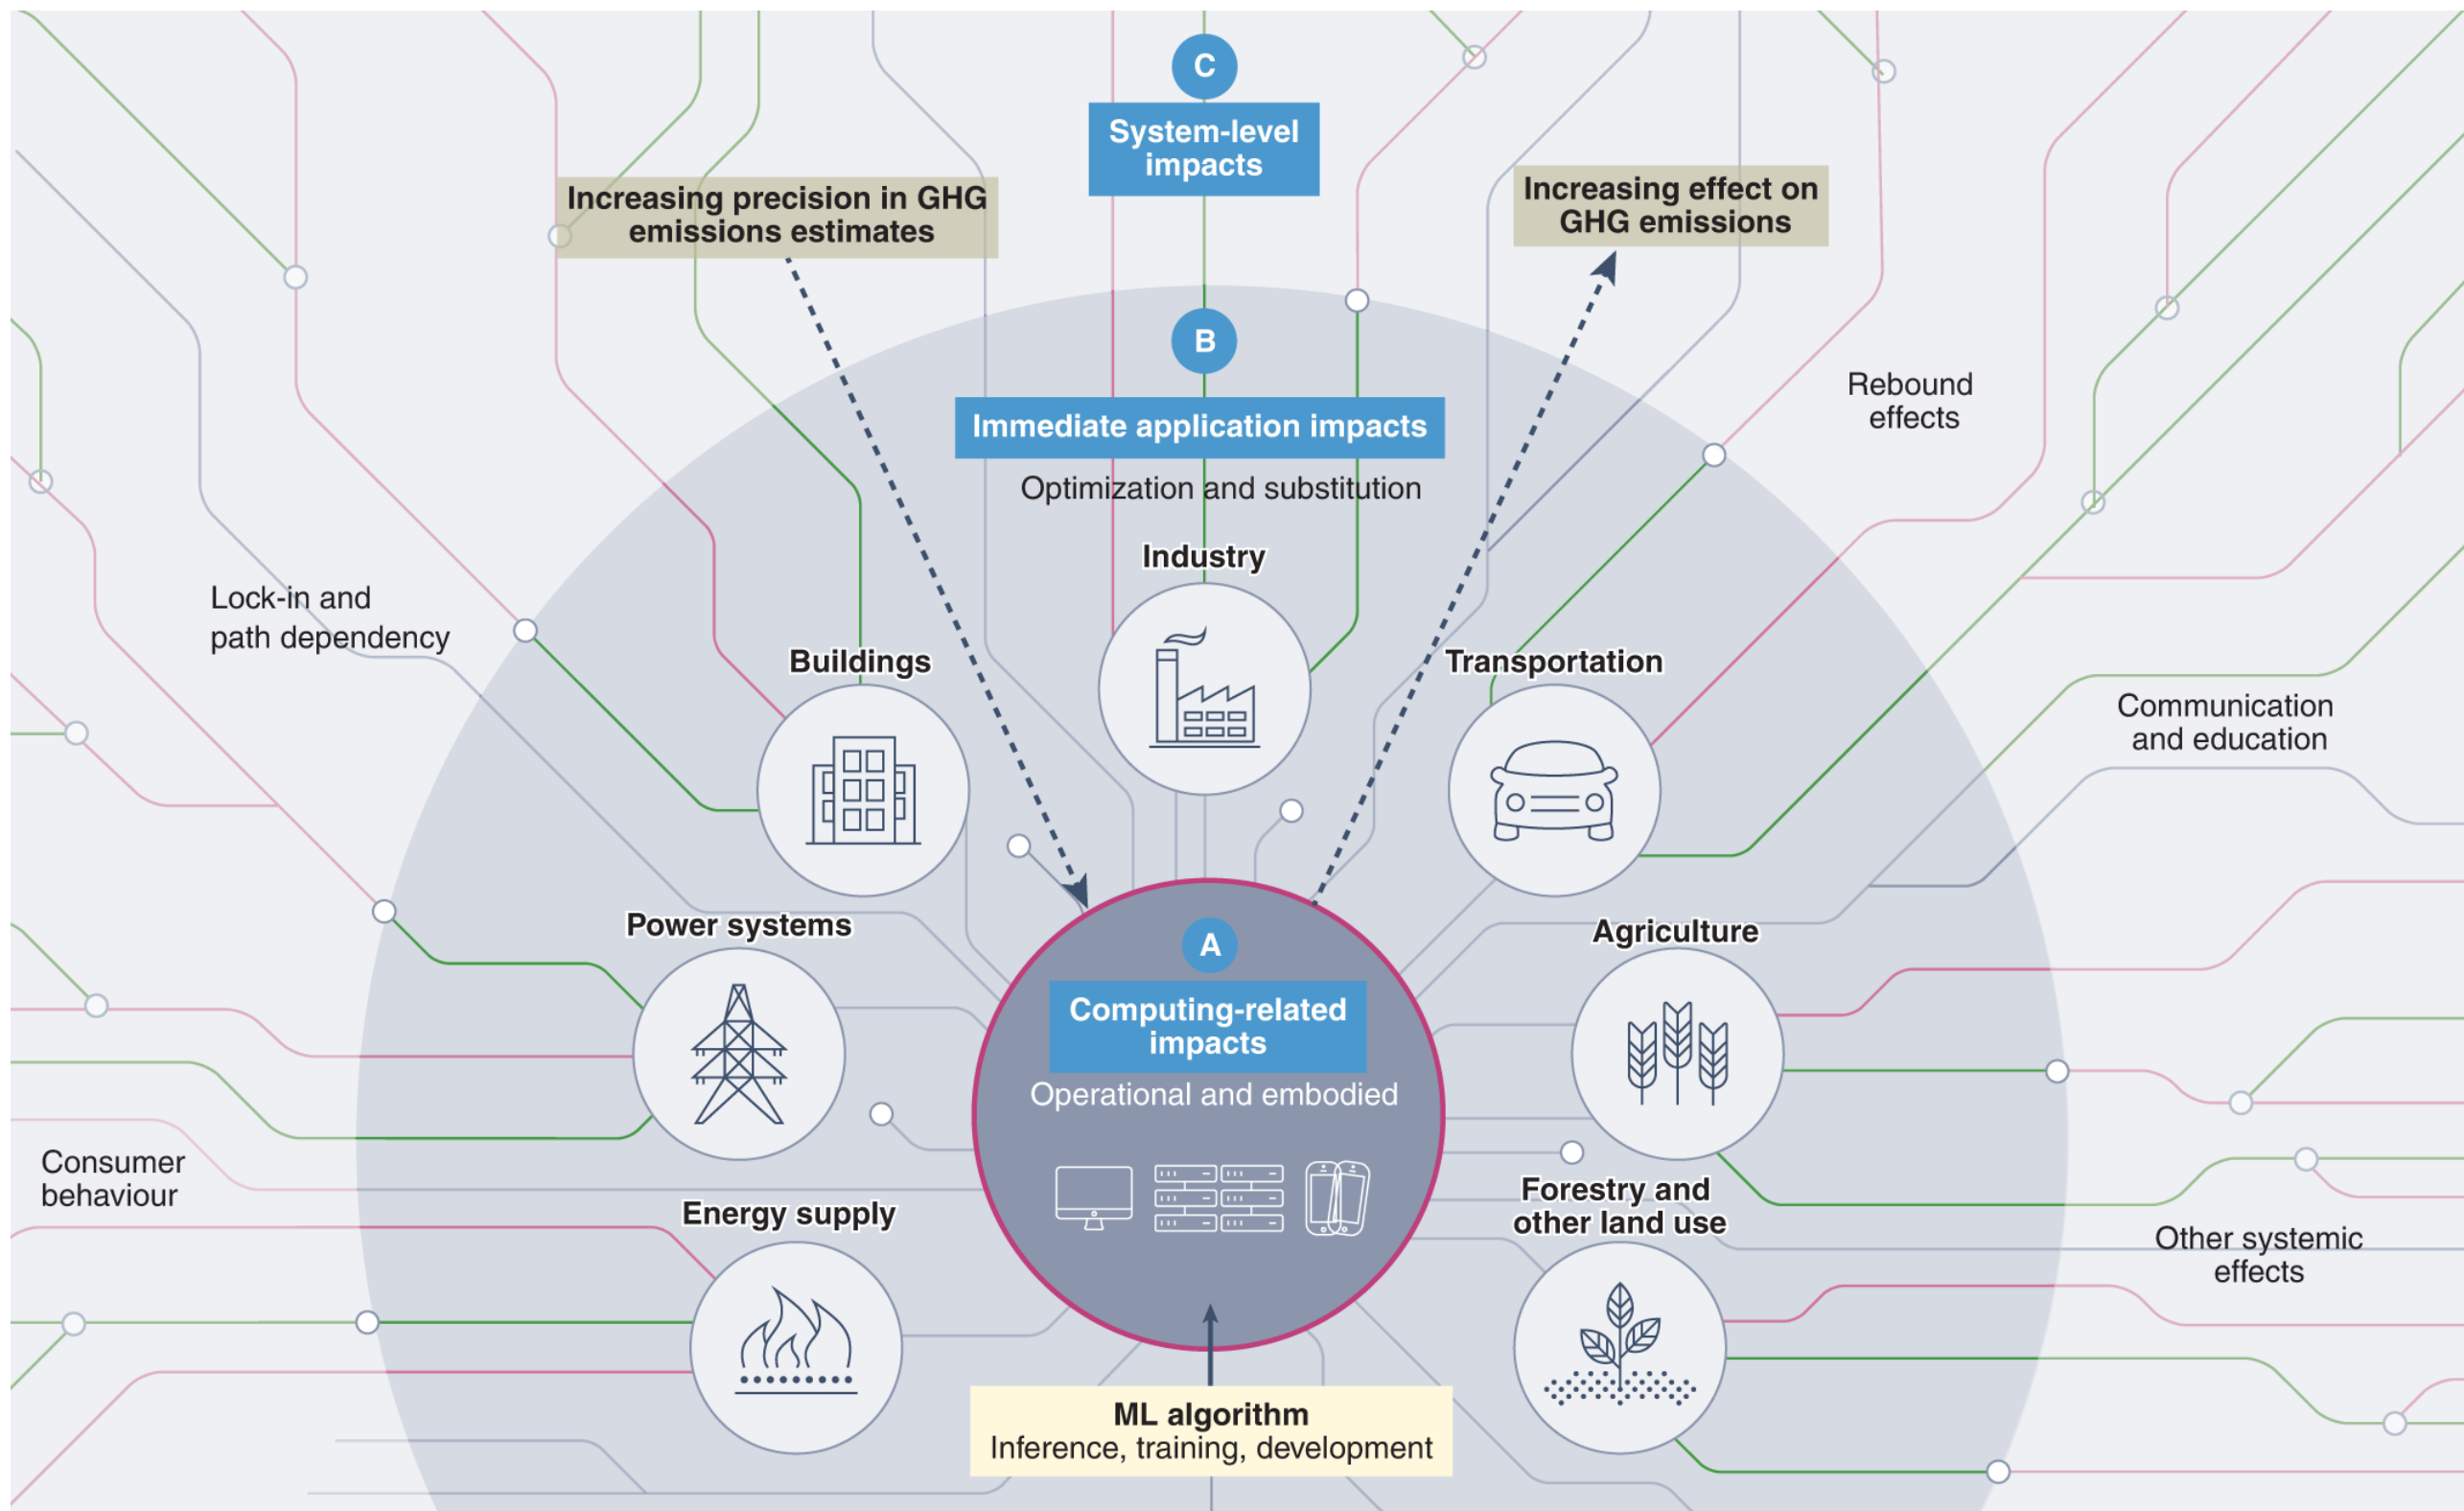 C
System-level
impacts
Increasing precision in GHG
emissions estimates
Increasing effect on
GHG emissions
B
Immediate application impacts
Optimization and substitution
Rebound
effects
Industry
Lock-in and
path dependency
Buildings
Transportation
Communication
and education
Power systems
A
Agriculture
Computing-related
impacts
Operational and embodied
Consumer
behaviour
Energy supply
Forestry and
other land use
Other systemic
effects
ML algorithm
Inference, training, development